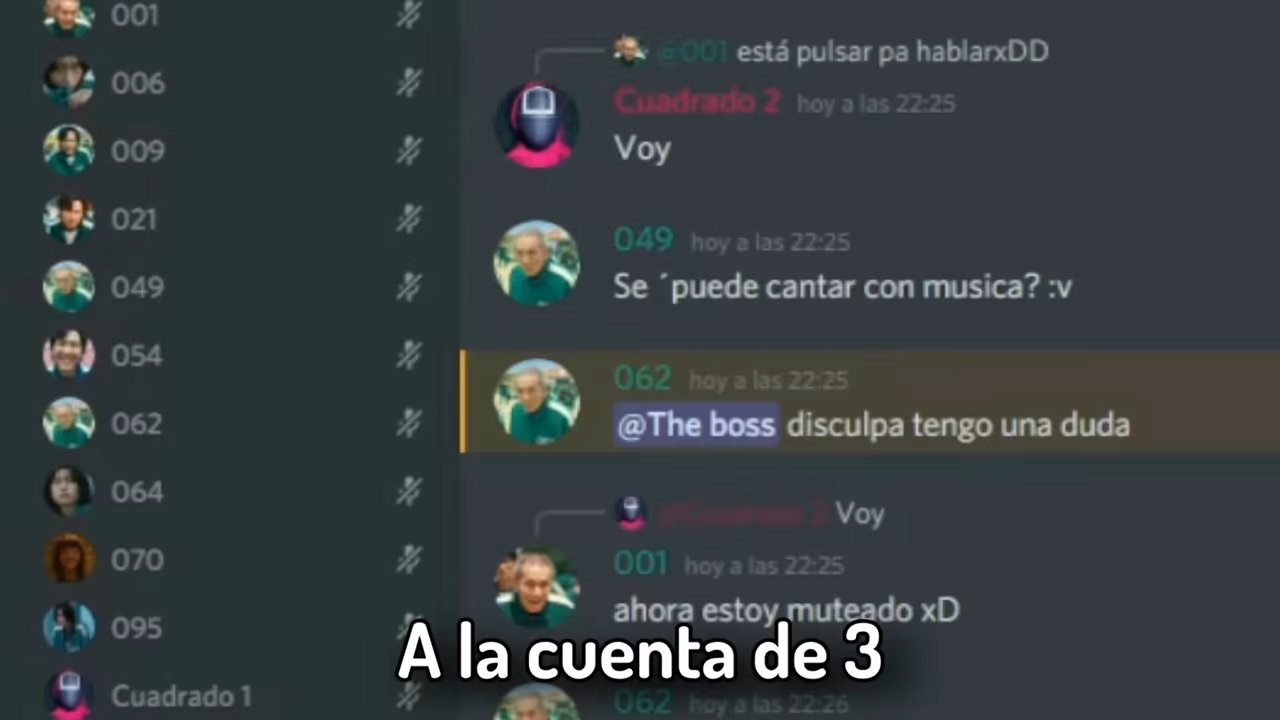 001
006
009
021
049
054
062
064
070
095
Cuadrado 1
@001 está pulsar pa hablarxDD
Cuadrado 2 hoy a las 22:25
Voy
049 hoy a las 22:25
Se ´puede cantar con musica? :v
062 hoy a las 22:25
@The boss disculpa tengo una duda
@Cuadrado 2 Voy
001 hoy a las 22:25
ahora estoy muteado xD
A la cuenta de 3
062 hoy a las 22:26